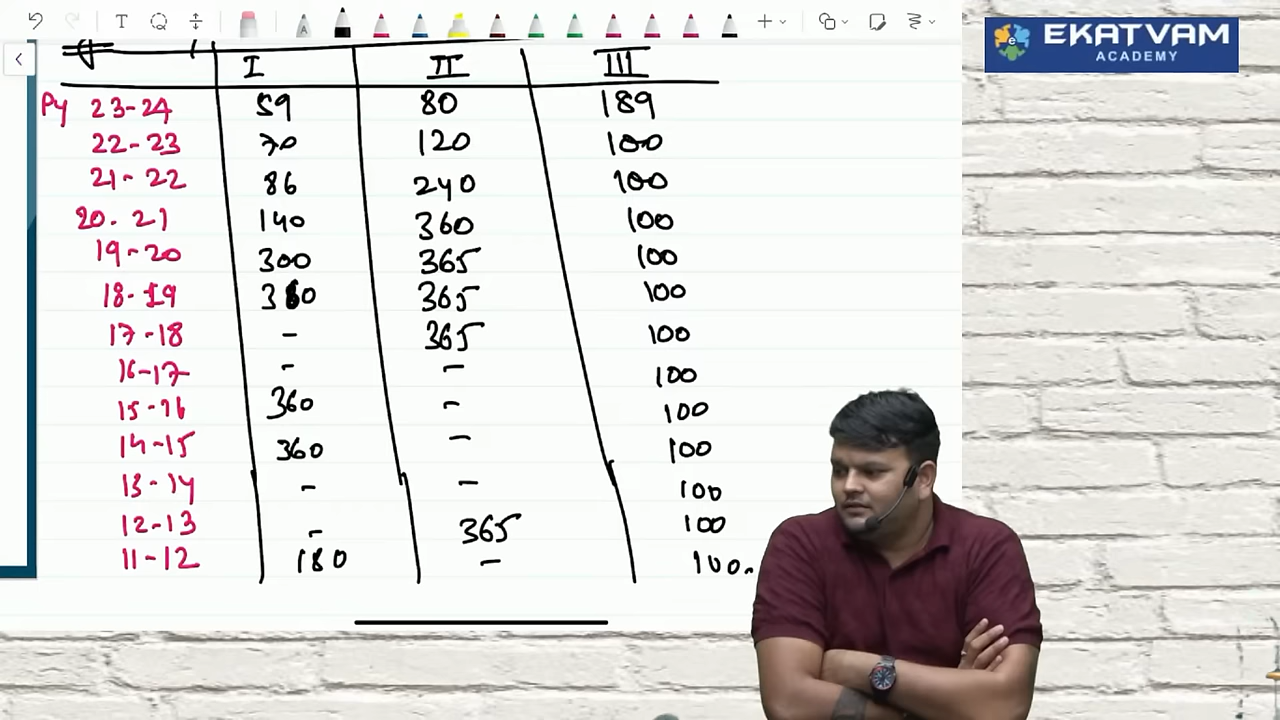 EKATVAM
ACADEMY
I II III
Py 23-24 59 80 189
22-23 70 120 100
21-22 86 240 100
20-21 140 360 100
19-20 300 365 100
18-19 360 365 100
17-18 - 365 100
16-17 - - 100
15-16 360 - 100
14-15 360 - 100
13-14 - - 100
12-13 - 365 100
11-12 180 - 100.